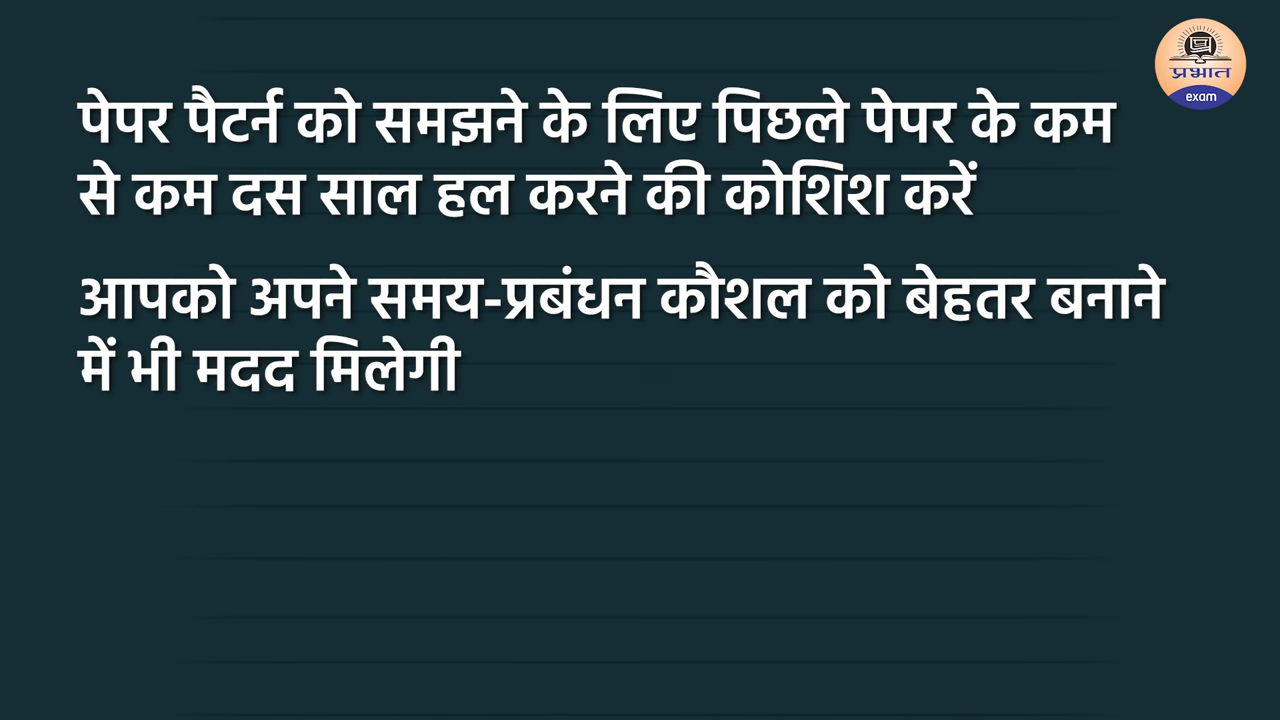 प्रभात
exam
पेपर पैटर्न को समझने के लिए पिछले पेपर के कम
से कम दस साल हल करने की कोशिश करें
आपको अपने समय-प्रबंधन कौशल को बेहतर बनाने
में भी मदद मिलेगी